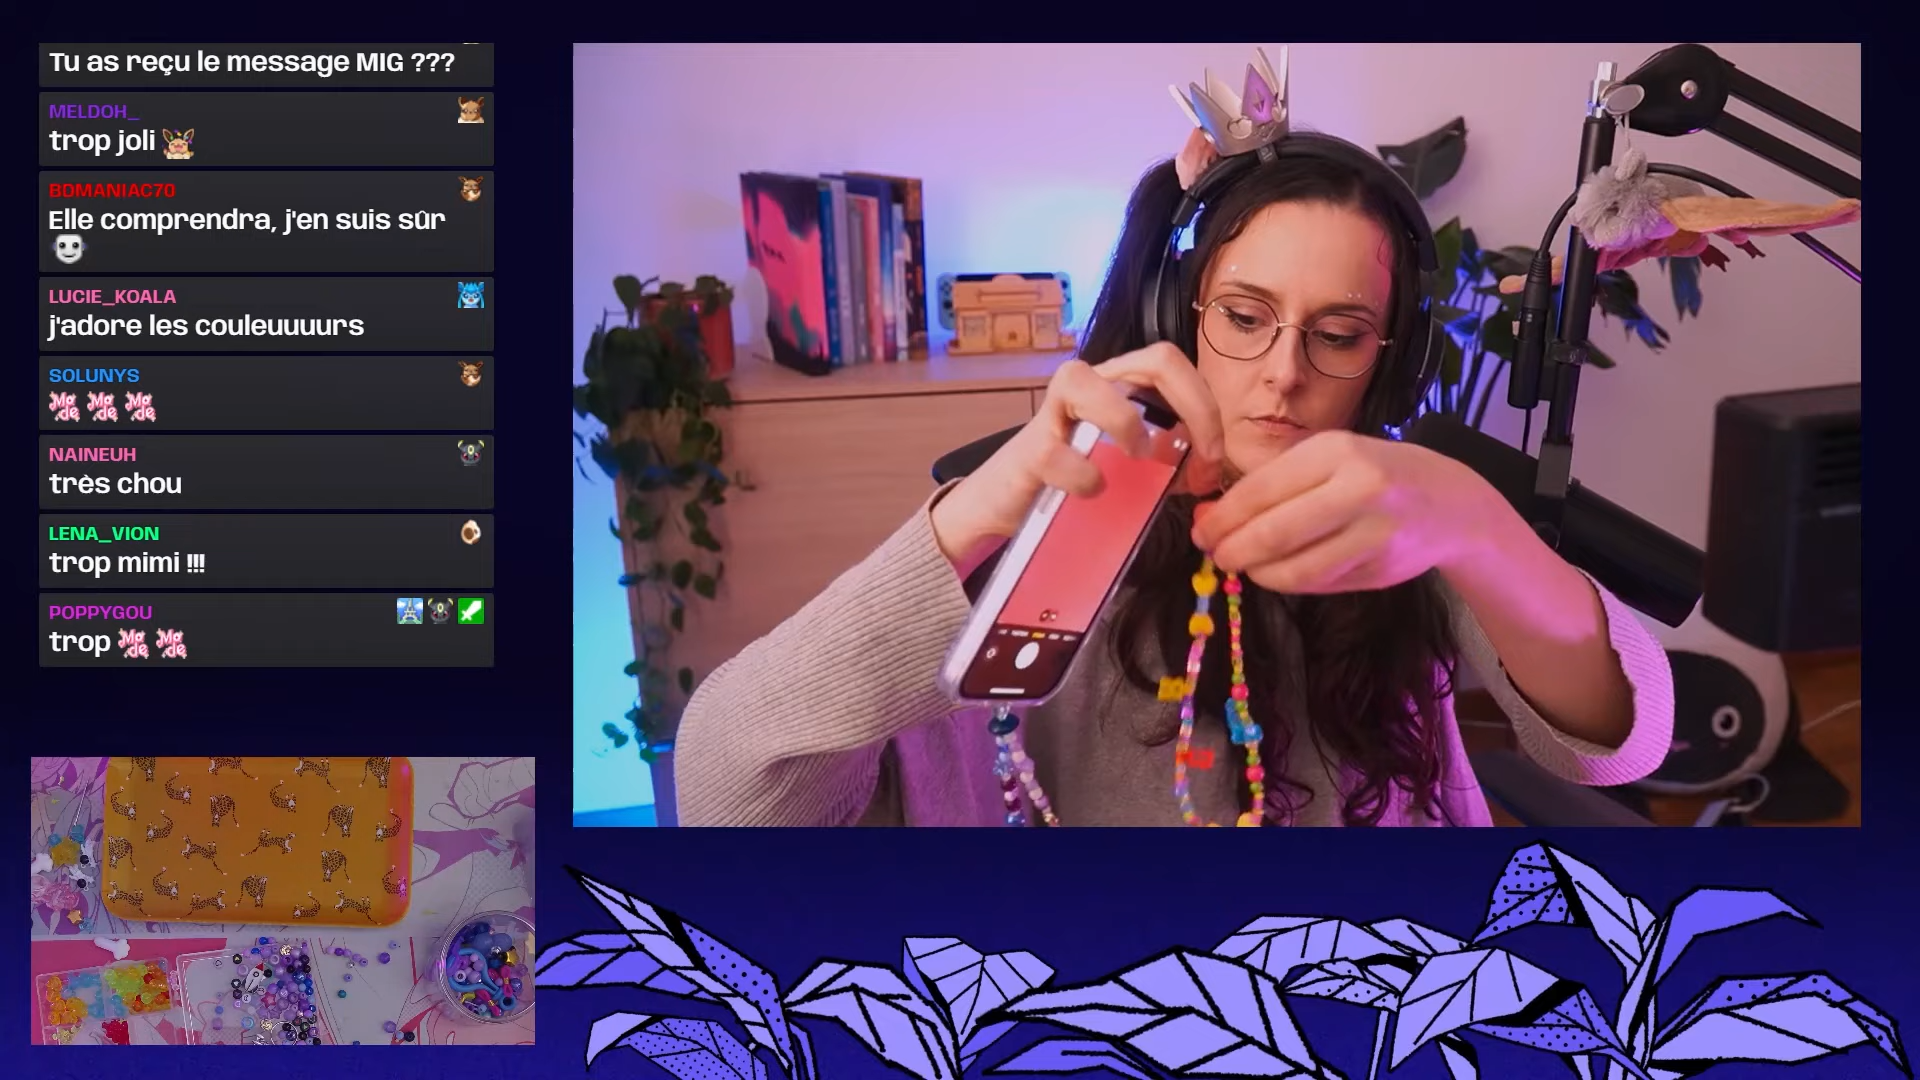 Tu as reçu le message MIG ???
MELDOH_
trop joli
BDMANIAC70
Elle comprendra, j'en suis sûr
LUCIE_KOALA
j'adore les couleuuuurs
SOLUNYS
NAINEUH
très chou
LENA_VION
trop mimi !!!
POPPYGOU
trop